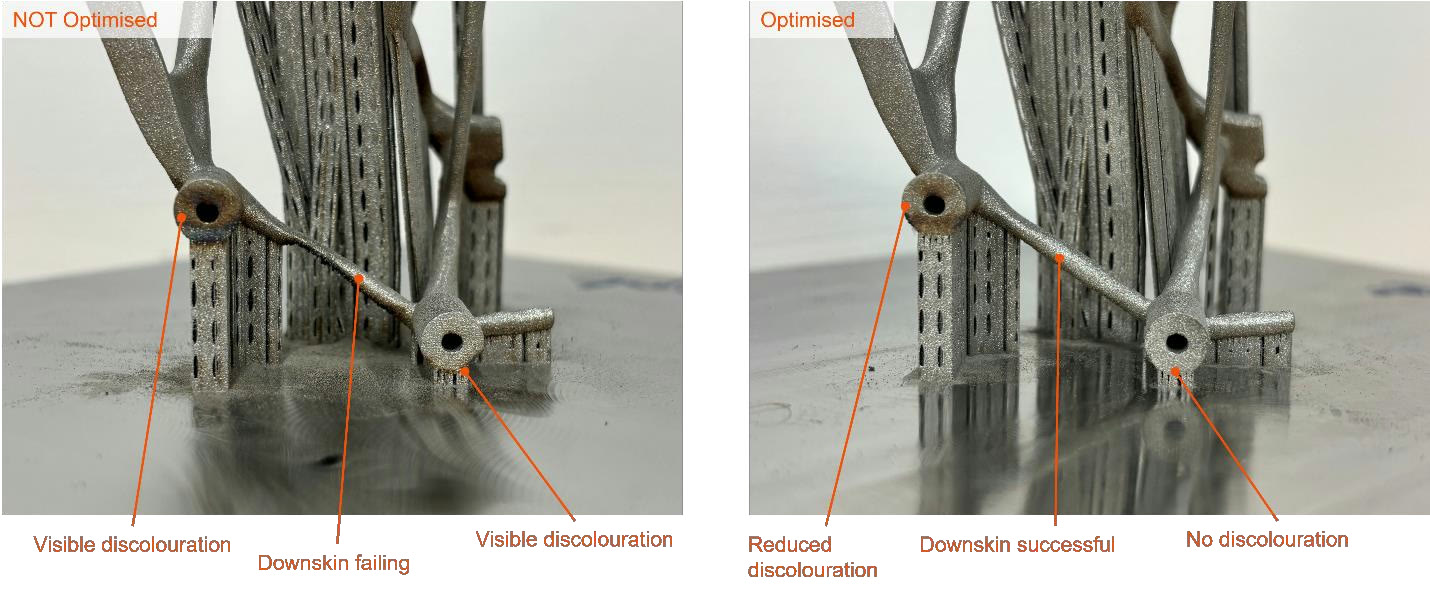 NOT Optimised
Optimised
Visible discolouration
Downskin failing
Visible discolouration
Reduced
discolouration
Downskin successful
No discolouration